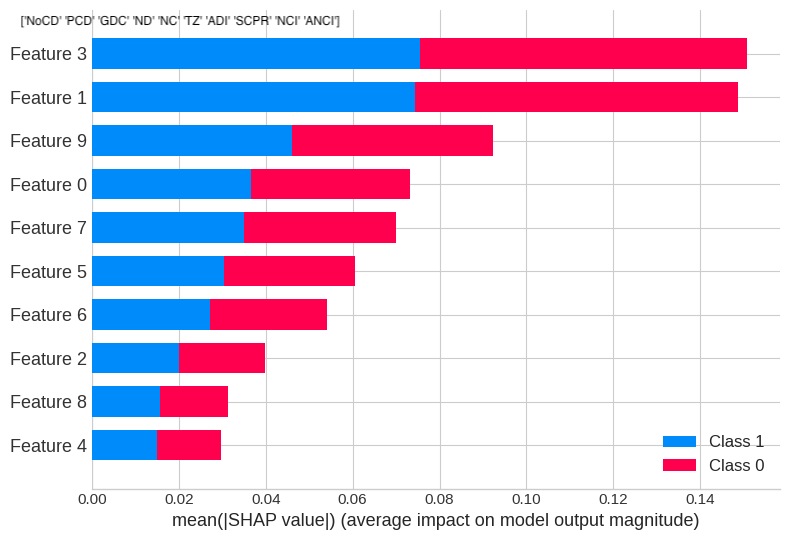 ['NoCD' 'PCD' 'GDC' 'ND' 'NC' 'TZ' 'ADI' 'SCPR' 'NCI' 'ANCI']
Feature 3
Feature 1
Feature 9
Feature 0
Feature 7
Feature 5
Feature 6
Feature 2
Feature 8
Feature 4
Class 1
Class 0
0.00 0.02 0.04 0.06 0.08 0.10 0.12 0.14
mean(|SHAP value|) (average impact on model output magnitude)